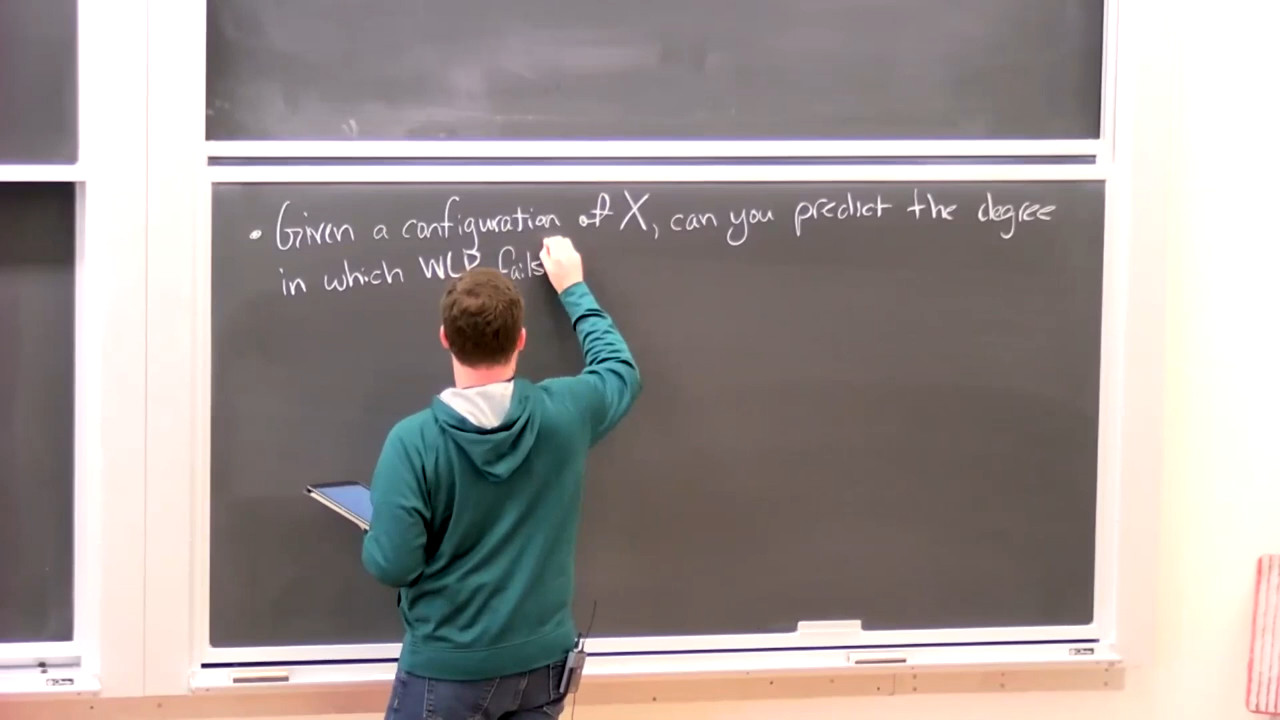 • Given a configuration of X, can you predict the degree
in which WLP fails